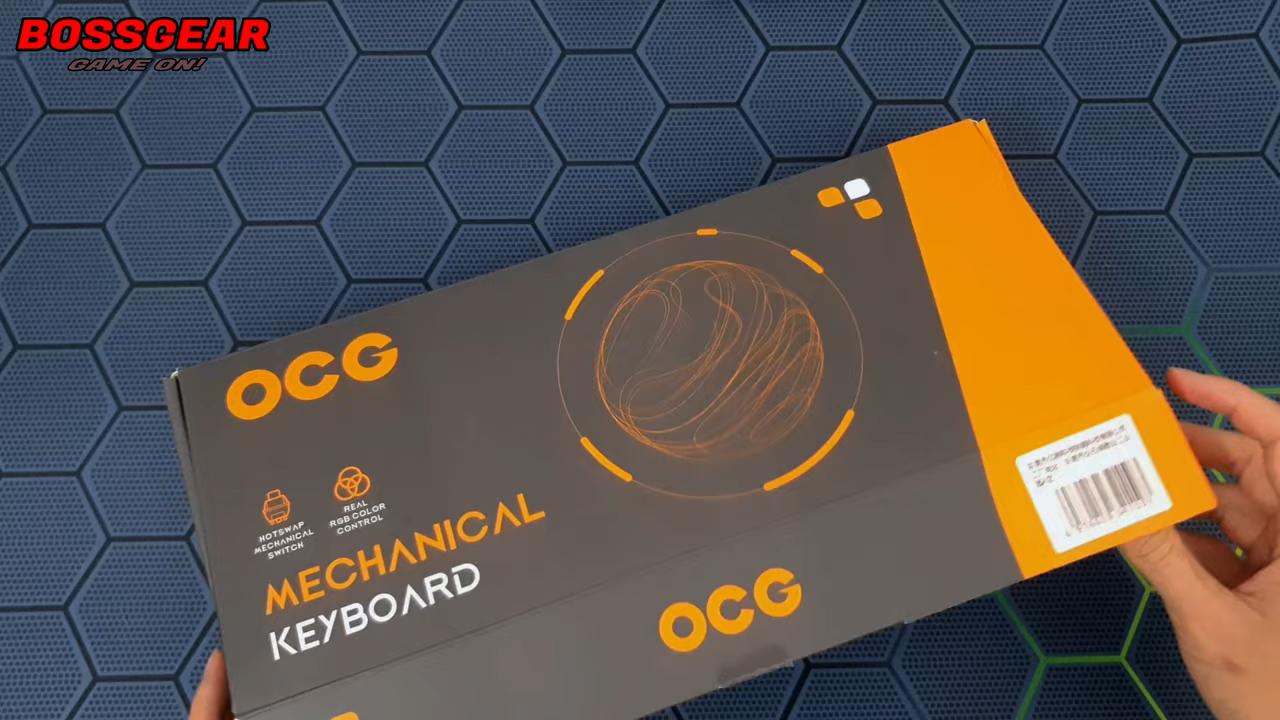 BOSSGEAR
GAME ON!
OCG
HOTSWAP
MECHANICAL
SWITCH
REAL
RGB COLOR
CONTROL
MECHANICAL
KEYBOARD
OCG